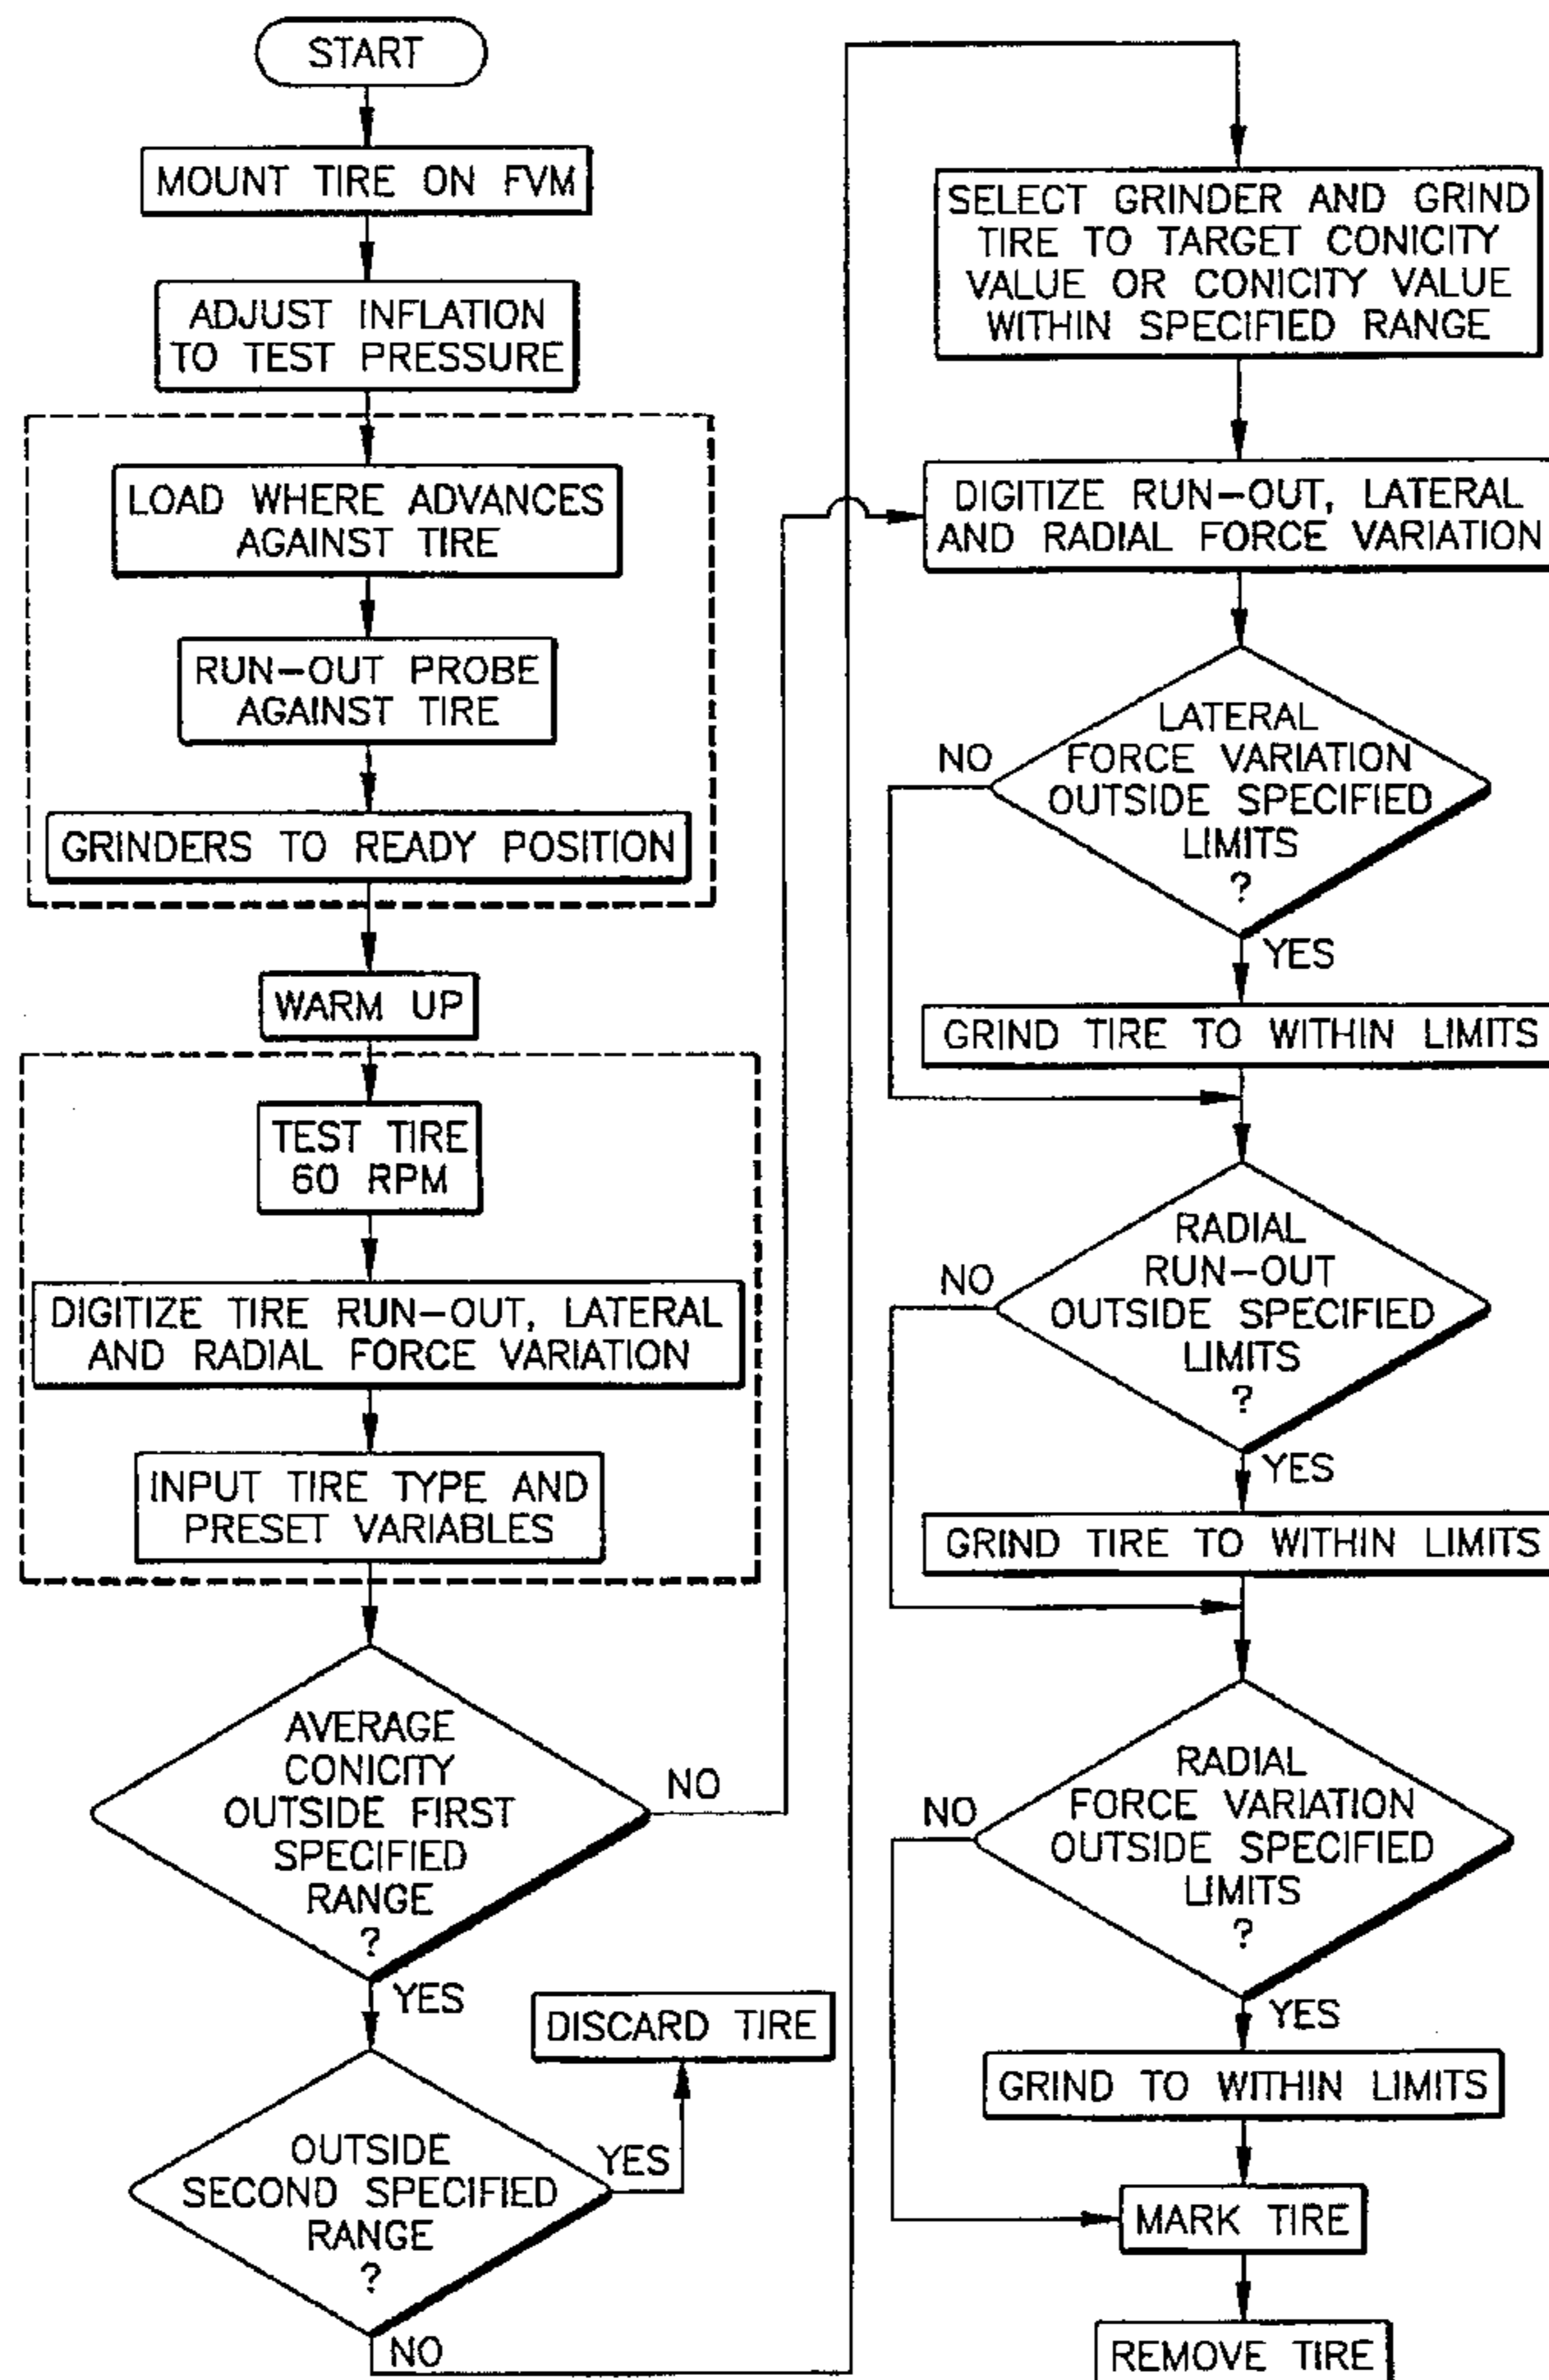 START
MOUNT TIRE ON FVM
ADJUST INFLATION
TO TEST PRESSURE
LOAD WHERE ADVANCES
AGAINST TIRE
RUN-OUT PROBE
AGAINST TIRE
GRINDERS TO READY POSITION
WARM UP
TEST TIRE
60 RPM
DIGITIZE TIRE RUN-OUT, LATERAL
AND RADIAL FORCE VARIATION
INPUT TIRE TYPE AND
PRESET VARIABLES
AVERAGE
CONICITY
OUTSIDE FIRST
SPECIFIED
RANGE
?
NO
YES
DISCARD TIRE
OUTSIDE
SECOND SPECIFIED
RANGE
?
YES
NO
SELECT GRINDER AND GRIND
TIRE TO TARGET CONICITY
VALUE OR CONICITY VALUE
WITHIN SPECIFIED RANGE
DIGITIZE RUN-OUT, LATERAL
AND RADIAL FORCE VARIATION
LATERAL
FORCE VARIATION
OUTSIDE SPECIFIED
LIMITS
?
NO
YES
GRIND TIRE TO WITHIN LIMITS
RADIAL
RUN-OUT
OUTSIDE SPECIFIED
LIMITS
?
NO
YES
GRIND TIRE TO WITHIN LIMITS
RADIAL
FORCE VARIATION
OUTSIDE SPECIFIED
LIMITS
?
NO
YES
GRIND TO WITHIN LIMITS
MARK TIRE
REMOVE TIRE